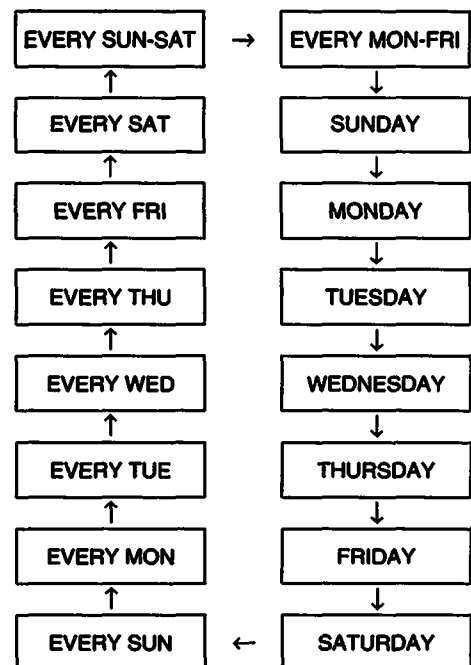 EVERY SUN-SAT → EVERY MON-FRI
↑ ↓
EVERY SAT SUNDAY
↑ ↓
EVERY FRI MONDAY
↑ ↓
EVERY THU TUESDAY
↑ ↓
EVERY WED WEDNESDAY
↑ ↓
EVERY TUE THURSDAY
↑ ↓
EVERY MON FRIDAY
↑ ↓
EVERY SUN ← SATURDAY